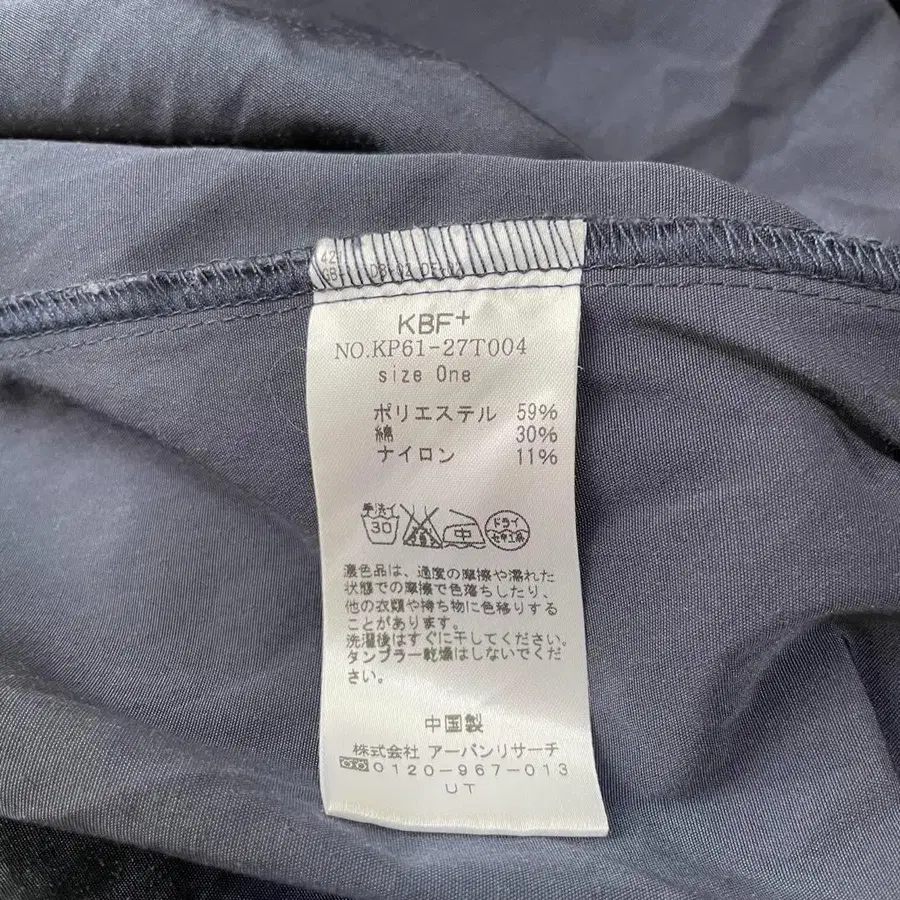 KBF+
NO.KP61-27T004
size One
ポリエステル 59%
綿 30%
ナイロン 11%
手洗イ
30
中
ドライ
セキユ系
濃色品は、過度の摩擦や濡れた
状態での摩擦で色落ちしたり、
他の衣類や持ち物に色移りする
ことがあります。
洗濯後はすぐに干してください。
タンブラー乾燥はしないでくだ
さい。
中国製
株式会社 アーバンリサーチ
0120-967-013
UT